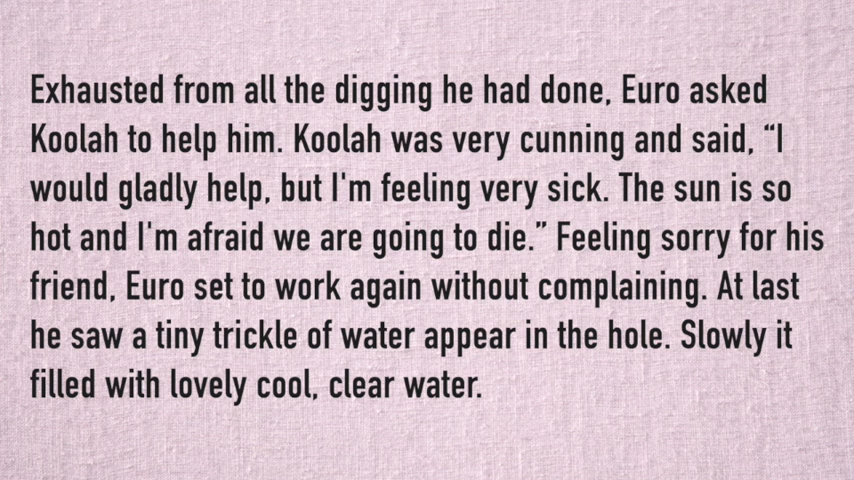 Exhausted from all the digging he had done, Euro asked
Koolah to help him. Koolah was very cunning and said, “I
would gladly help, but I'm feeling very sick. The sun is so
hot and I'm afraid we are going to die.” Feeling sorry for his
friend, Euro set to work again without complaining. At last
he saw a tiny trickle of water appear in the hole. Slowly it
filled with lovely cool, clear water.